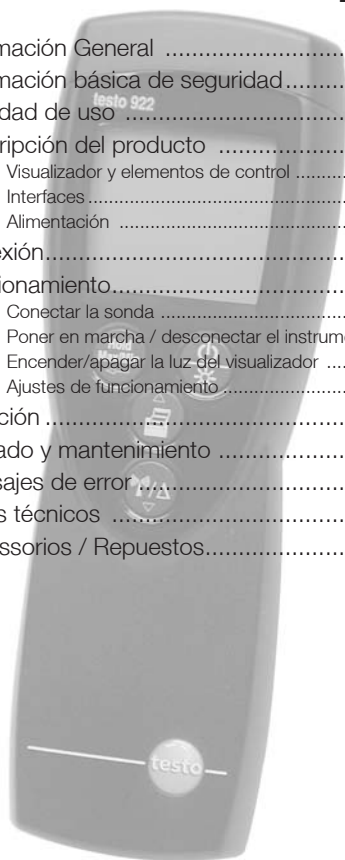 mación General ..............................
mación básica de seguridad.......
testo 922
dad de uso ......................................
ripción del producto ....................
Visualizador y elementos de control .........
Interfaces ..................................................
Alimentación ............................................
exión................................................
ionamiento.......................................
Conectar la sonda ....................................
Hold
Poner en marcha / desconectar el instrum
Encender/apagar la luz del visualizador ....
Ajustes de funcionamiento ......................
ción ................................................
ado y mantenimiento ....................
sajes de error ................................
s técnicos ......................................
ssorios / Repuestos.......................
testo